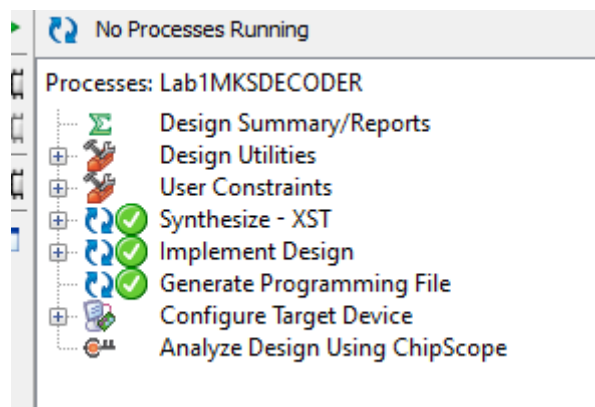 No Processes Running
Processes: Lab1MKSDECODER
Design Summary/Reports
Design Utilities
User Constraints
Synthesize - XST
Implement Design
Generate Programming File
Configure Target Device
Analyze Design Using ChipScope